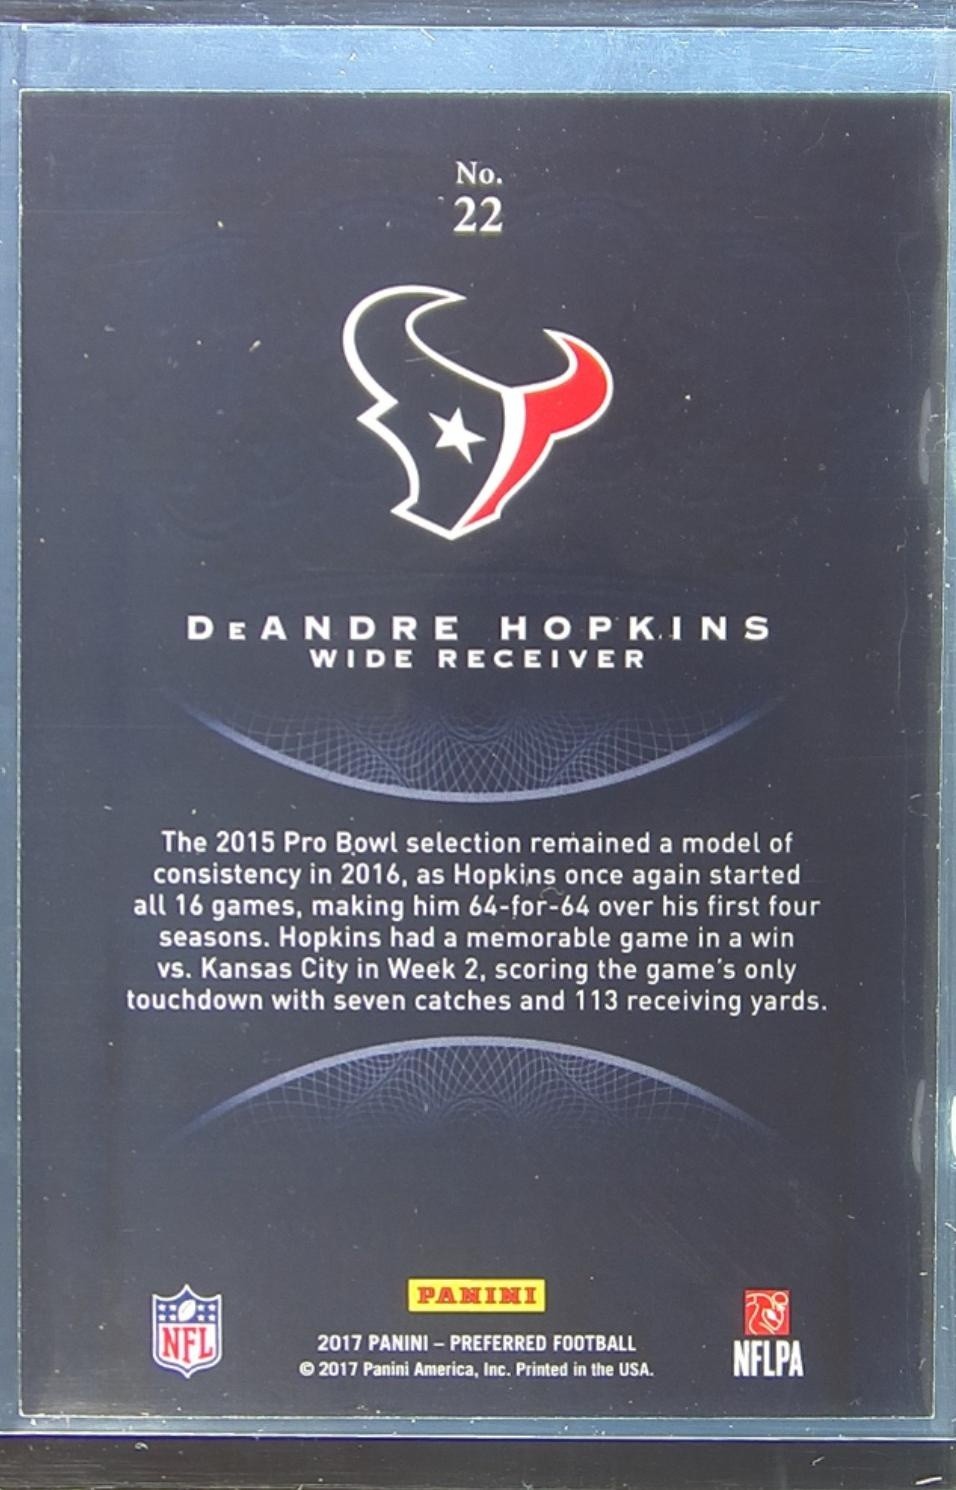 No.
22
DeANDRE HOPKINS
WIDE RECEIVER
The 2015 Pro Bowl selection remained a model of
consistency in 2016, as Hopkins once again started
all 16 games, making him 64-for-64 over his first four
seasons. Hopkins had a memorable game in a win
vs. Kansas City in Week 2, scoring the game's only
touchdown with seven catches and 113 receiving yards.
PANINI
NFL
2017 PANINI – PREFERRED FOOTBALL
© 2017 Panini America, Inc. Printed in the USA.
NFLPA